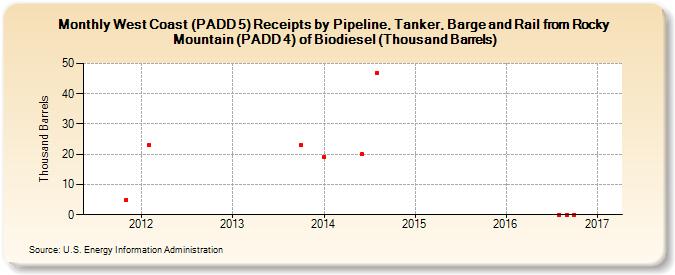 Monthly West Coast (PADD 5) Receipts by Pipeline, Tanker, Barge and Rail from Rocky
Mountain (PADD 4) of Biodiesel (Thousand Barrels)
Thousand Barrels
50
40
30
20
10
0
2012 2013 2014 2015 2016 2017
Source: U.S. Energy Information Administration